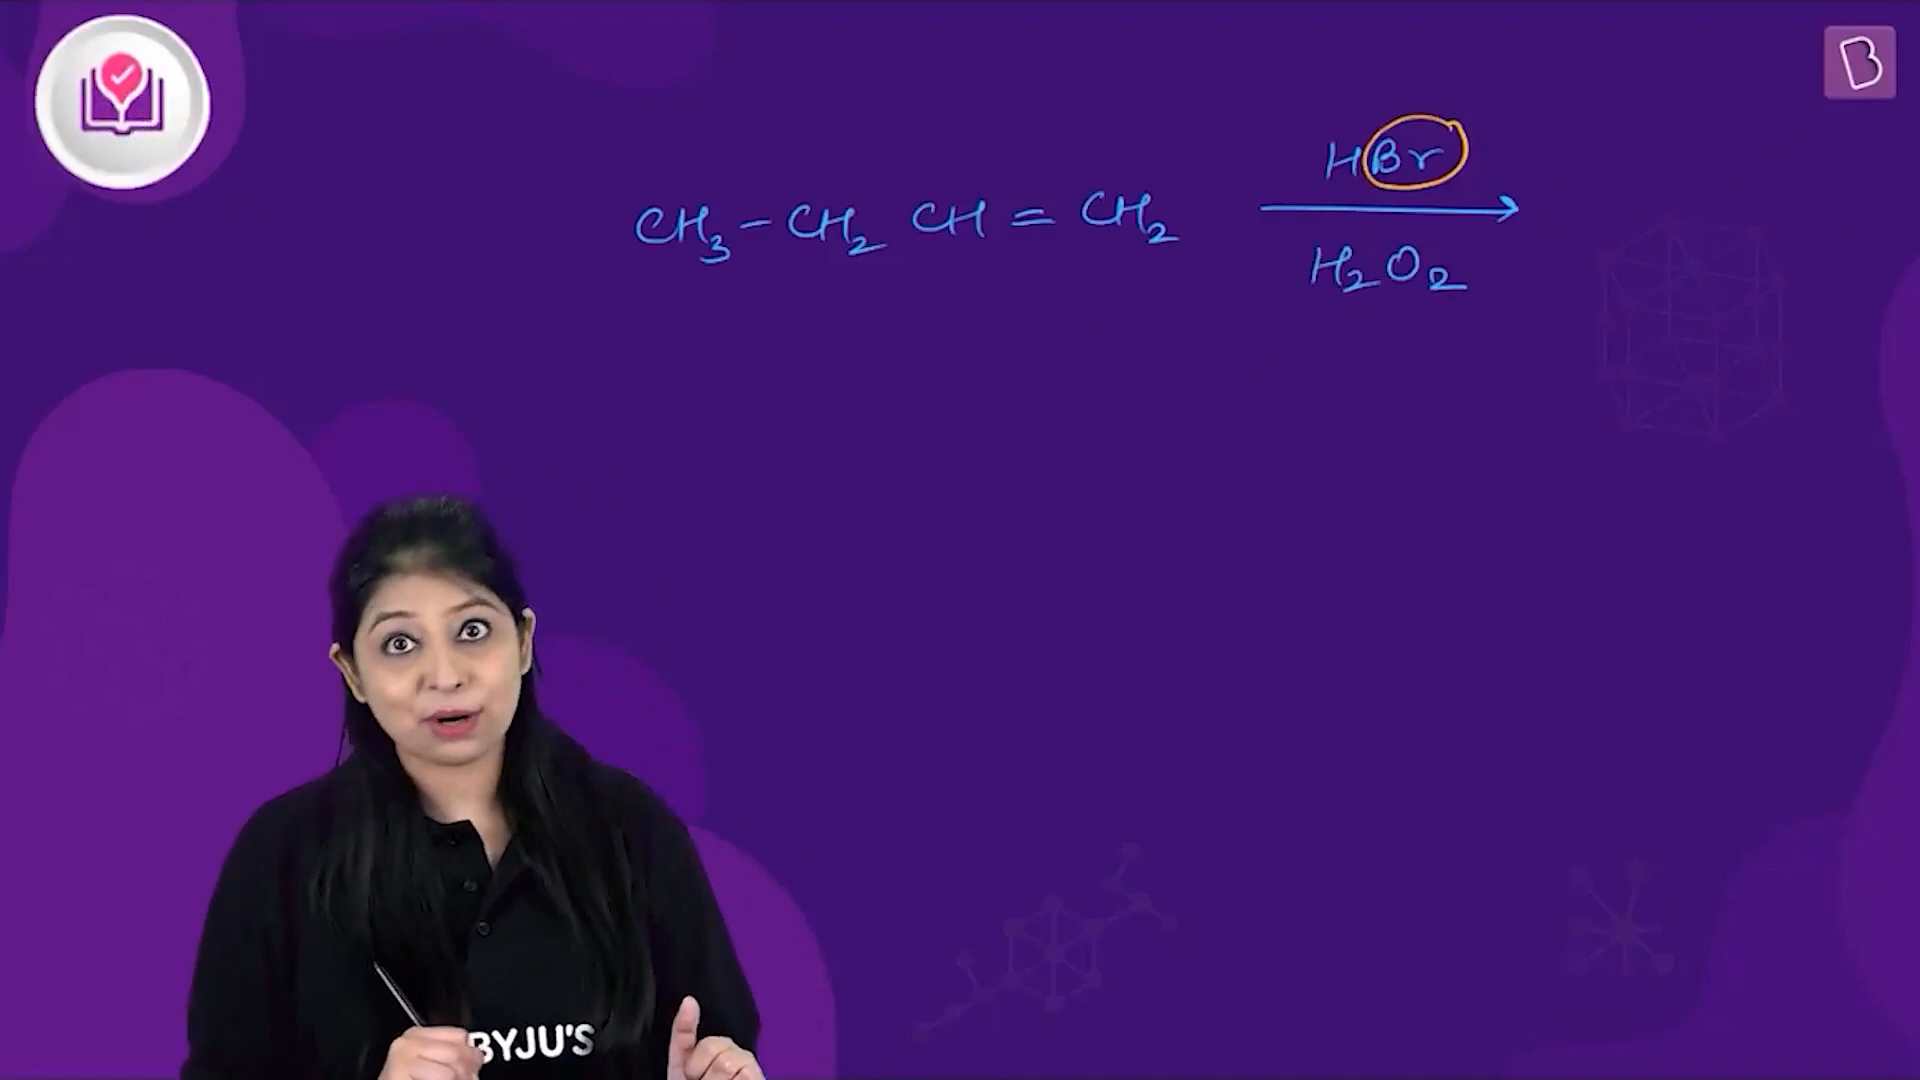 HBr
CH₃-CH₂ CH=CH₂
H₂O₂
B
BYJU'S